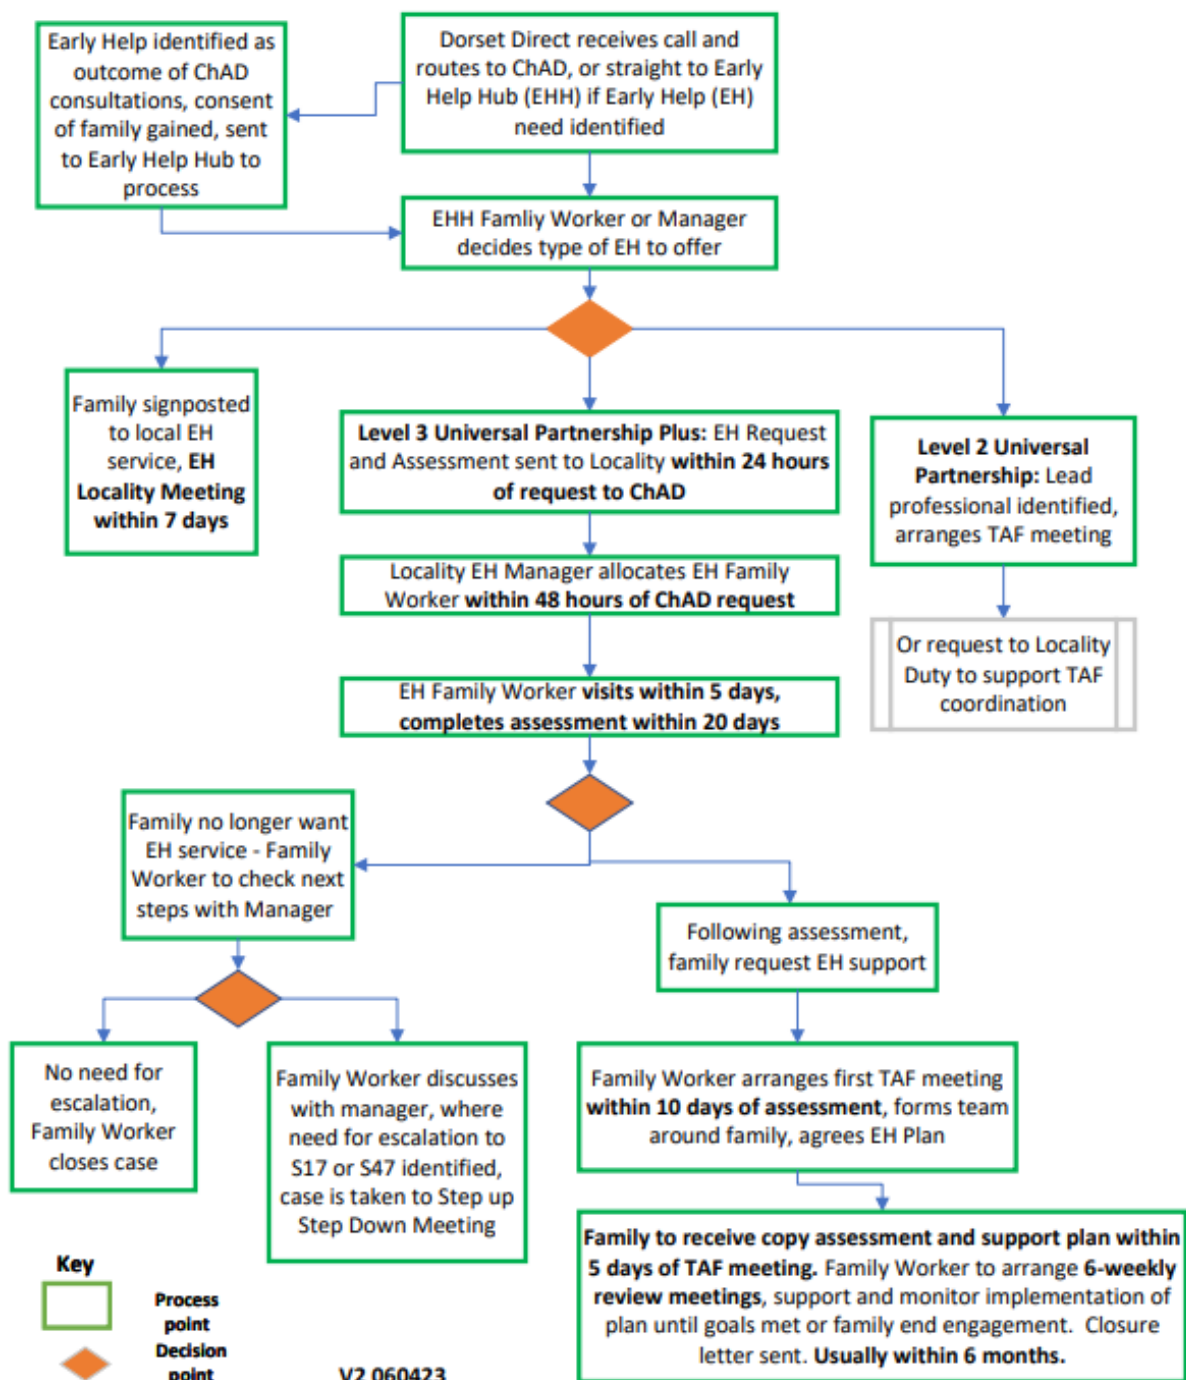 Early Help identified as
outcome of ChAD
consultations, consent
of family gained, sent
to Early Help Hub to
process
Dorset Direct receives call and
routes to ChAD, or straight to Early
Help Hub (EHH) if Early Help (EH)
need identified
EHH Famliy Worker or Manager
decides type of EH to offer
Family signposted
to local EH
service, EH
Locality Meeting
within 7 days
Level 3 Universal Partnership Plus: EH Request
and Assessment sent to Locality within 24 hours
of request to ChAD
Level 2 Universal
Partnership: Lead
professional identified,
arranges TAF meeting
Locality EH Manager allocates EH Family
Worker within 48 hours of ChAD request
Or request to Locality
Duty to support TAF
coordination
EH Family Worker visits within 5 days,
completes assessment within 20 days
Family no longer want
EH service - Family
Worker to check next
steps with Manager
Following assessment,
family request EH support
No need for
escalation,
Family Worker
closes case
Family Worker discusses
with manager, where
need for escalation to
S17 or S47 identified,
case is taken to Step up
Step Down Meeting
Family Worker arranges first TAF meeting
within 10 days of assessment, forms team
around family, agrees EH Plan
Family to receive copy assessment and support plan within
5 days of TAF meeting. Family Worker to arrange 6-weekly
review meetings, support and monitor implementation of
plan until goals met or family end engagement. Closure
letter sent. Usually within 6 months.
Key
Process
point
Decision
point
V2 060423